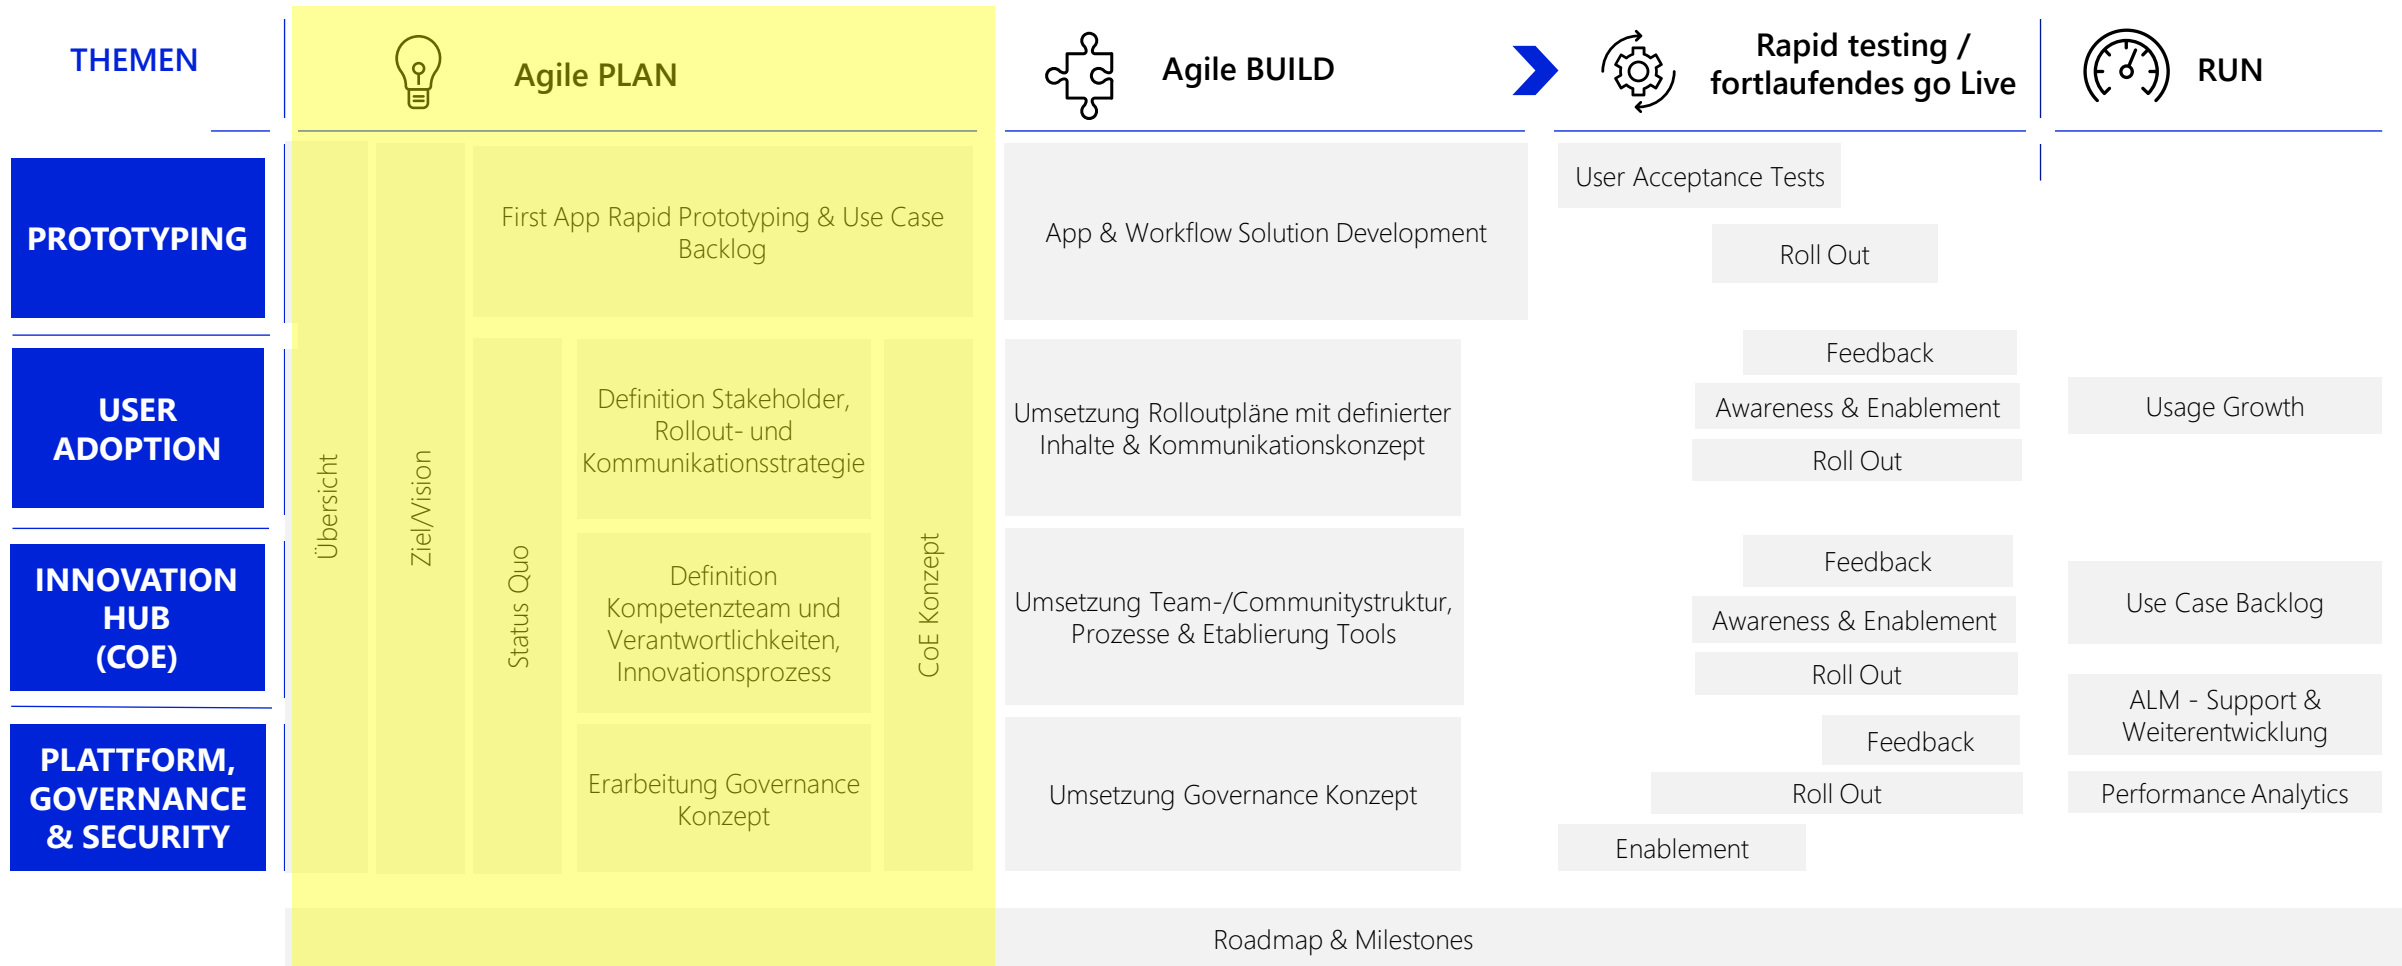 THEMEN
Agile PLAN
Agile BUILD
Rapid testing /
fortlaufendes go Live
RUN
PROTOTYPING
First App Rapid Prototyping & Use Case
Backlog
App & Workflow Solution Development
User Acceptance Tests
Roll Out
USER
ADOPTION
Übersicht
Ziel/Vision
Status Quo
Definition Stakeholder,
Rollout- und
Kommunikationsstrategie
CoE Konzept
Umsetzung Rolloutpläne mit definierter
Inhalte & Kommunikationskonzept
Feedback
Awareness & Enablement
Roll Out
Usage Growth
INNOVATION
HUB
(COE)
Definition
Kompetenzteam und
Verantwortlichkeiten,
Innovationsprozess
Umsetzung Team-/Communitystruktur,
Prozesse & Etablierung Tools
Feedback
Awareness & Enablement
Roll Out
Use Case Backlog
ALM - Support &
Weiterentwicklung
PLATTFORM,
GOVERNANCE
& SECURITY
Erarbeitung Governance
Konzept
Umsetzung Governance Konzept
Feedback
Roll Out
Enablement
Performance Analytics
Roadmap & Milestones